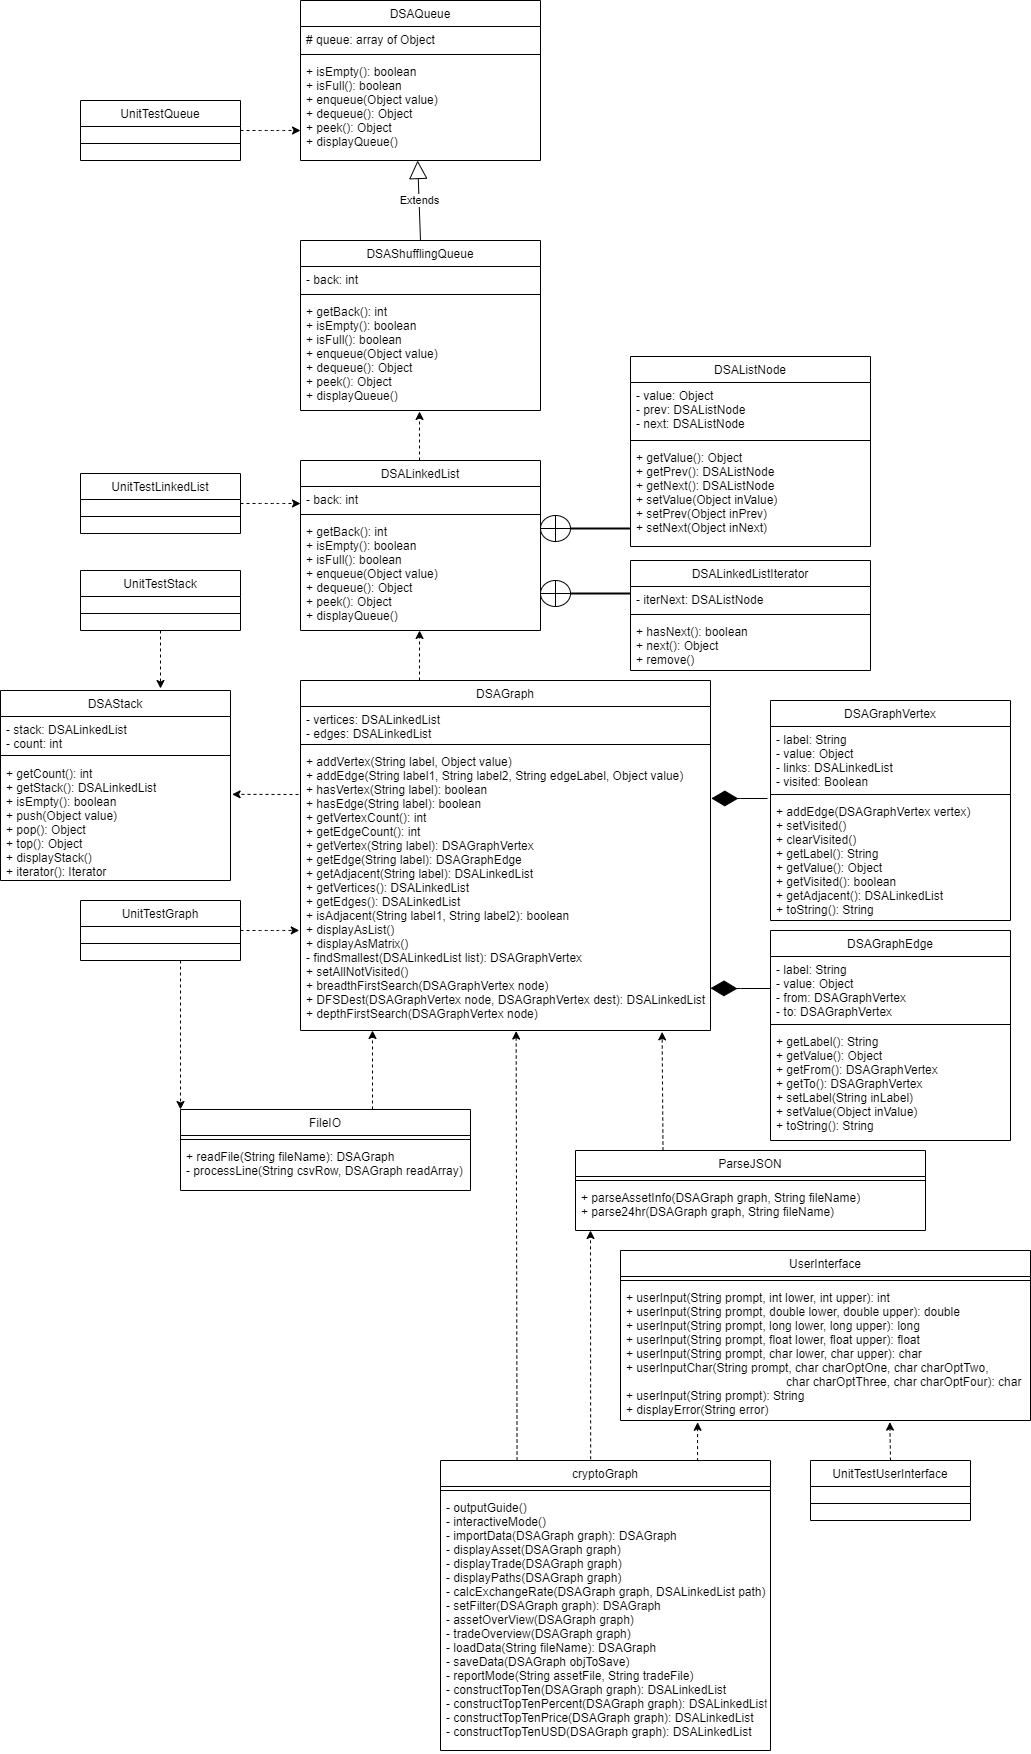 DSAQueue
# queue: array of Object
+ isEmpty(): boolean
+ isFull(): boolean
+ enqueue(Object value)
+ dequeue(): Object
+ peek(): Object
+ displayQueue()
UnitTestQueue
Extends
DSAShufflingQueue
- back: int
+ getBack(): int
+ isEmpty(): boolean
+ isFull(): boolean
+ enqueue(Object value)
+ dequeue(): Object
+ peek(): Object
+ displayQueue()
DSAListNode
- value: Object
- prev: DSAListNode
- next: DSAListNode
+ getValue(): Object
+ getPrev(): DSAListNode
+ getNext(): DSAListNode
+ setValue(Object inValue)
+ setPrev(Object inPrev)
+ setNext(Object inNext)
DSALinkedList
- back: int
+ getBack(): int
+ isEmpty(): boolean
+ isFull(): boolean
+ enqueue(Object value)
+ dequeue(): Object
+ peek(): Object
+ displayQueue()
UnitTestLinkedList
UnitTestStack
DSALinkedListIterator
- iterNext: DSAListNode
+ hasNext(): boolean
+ next(): Object
+ remove()
DSAStack
- stack: DSALinkedList
- count: int
+ getCount(): int
+ getStack(): DSALinkedList
+ isEmpty(): boolean
+ push(Object value)
+ pop(): Object
+ top(): Object
+ displayStack()
+ iterator(): Iterator
DSAGraph
- vertices: DSALinkedList
- edges: DSALinkedList
+ addVertex(String label, Object value)
+ addEdge(String label1, String label2, String edgeLabel, Object value)
+ hasVertex(String label): boolean
+ hasEdge(String label): boolean
+ getVertexCount(): int
+ getEdgeCount(): int
+ getVertex(String label): DSAGraphVertex
+ getEdge(String label): DSAGraphEdge
+ getAdjacent(String label): DSALinkedList
+ getVertices(): DSALinkedList
+ getEdges(): DSALinkedList
+ isAdjacent(String label1, String label2): boolean
+ displayAsList()
+ displayAsMatrix()
- findSmallest(DSALinkedList list): DSAGraphVertex
+ setAllNotVisited()
+ breadthFirstSearch(DSAGraphVertex node)
+ DFSDest(DSAGraphVertex node, DSAGraphVertex dest): DSALinkedList
+ depthFirstSearch(DSAGraphVertex node)
DSAGraphVertex
- label: String
- value: Object
- links: DSALinkedList
- visited: Boolean
+ addEdge(DSAGraphVertex vertex)
+ setVisited()
+ clearVisited()
+ getLabel(): String
+ getValue(): Object
+ getVisited(): boolean
+ getAdjacent(): DSALinkedList
+ toString(): String
UnitTestGraph
DSAGraphEdge
- label: String
- value: Object
- from: DSAGraphVertex
- to: DSAGraphVertex
+ getLabel(): String
+ getValue(): Object
+ getFrom(): DSAGraphVertex
+ getTo(): DSAGraphVertex
+ setLabel(String inLabel)
+ setValue(Object inValue)
+ toString(): String
FileIO
+ readFile(String fileName): DSAGraph
- processLine(String csvRow, DSAGraph readArray)
ParseJSON
+ parseAssetInfo(DSAGraph graph, String fileName)
+ parse24hr(DSAGraph graph, String fileName)
UserInterface
+ userInput(String prompt, int lower, int upper): int
+ userInput(String prompt, double lower, double upper): double
+ userInput(String prompt, long lower, long upper): long
+ userInput(String prompt, float lower, float upper): float
+ userInput(String prompt, char lower, char upper): char
+ userInputChar(String prompt, char charOptOne, char charOptTwo,
char charOptThree, char charOptFour): char
+ userInput(String prompt): String
+ displayError(String error)
UnitTestUserInterface
cryptoGraph
- outputGuide()
- interactiveMode()
- importData(DSAGraph graph): DSAGraph
- displayAsset(DSAGraph graph)
- displayTrade(DSAGraph graph)
- displayPaths(DSAGraph graph)
- calcExchangeRate(DSAGraph graph, DSALinkedList path)
- setFilter(DSAGraph graph): DSAGraph
- assetOverView(DSAGraph graph)
- tradeOverview(DSAGraph graph)
- loadData(String fileName): DSAGraph
- saveData(DSAGraph objToSave)
- reportMode(String assetFile, String tradeFile)
- constructTopTen(DSAGraph graph): DSALinkedList
- constructTopTenPercent(DSAGraph graph): DSALinkedList
- constructTopTenPrice(DSAGraph graph): DSALinkedList
- constructTopTenUSD(DSAGraph graph): DSALinkedList